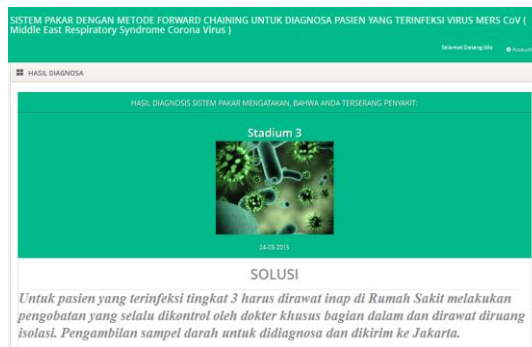 SISTEM PAKAR DENGAN METODE FORWARD CHAINING UNTUK DIAGNOSA PASIEN YANG TERINFEKSI VIRUS MERS CoV (
Middle East Respiratory Syndrome Corona Virus )
Selamat Datang Ida Account
HASIL DIAGNOSA
HASIL DIAGNOSIS SISTEM PAKAR MENGATAKAN, BAHWA ANDA TERSERANG PENYAKIT:
Stadium 3
24-03-2015
SOLUSI
Untuk pasien yang terinfeksi tingkat 3 harus dirawat inap di Rumah Sakit melakukan
pengobatan yang selalu dikontrol oleh dokter khusus bagian dalam dan dirawat diruang
isolasi. Pengambilan sampel darah untuk didiagnosa dan dikirim ke Jakarta.